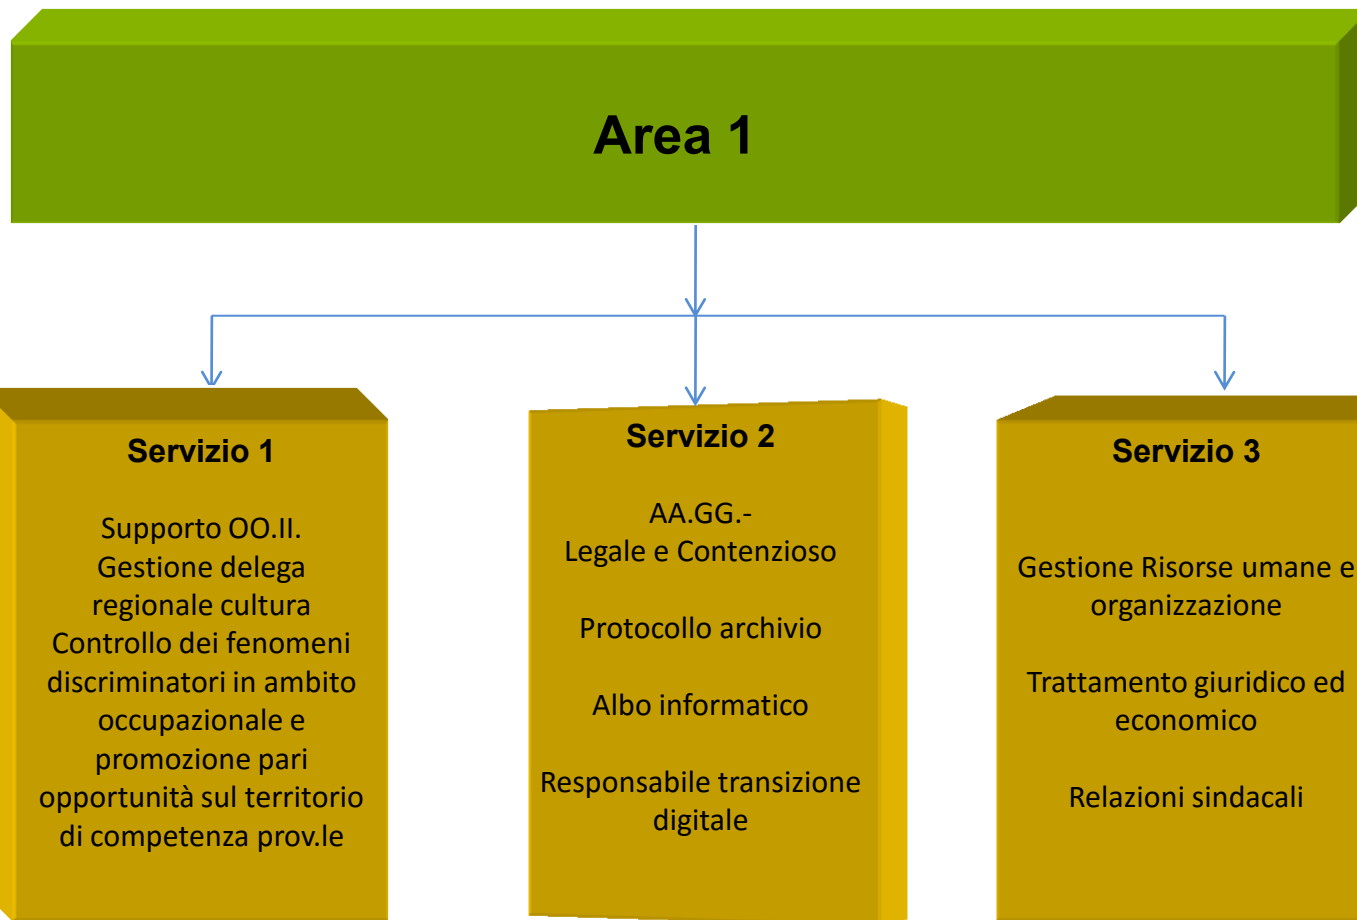 Area 1
Servizio 1
Supporto OO.II.
Gestione delega
regionale cultura
Controllo dei fenomeni
discriminatori in ambito
occupazionale e
promozione pari
opportunità sul territorio
di competenza prov.le
Servizio 2
AA.GG.-
Legale e Contenzioso
Protocollo archivio
Albo informatico
Responsabile transizione
digitale
Servizio 3
Gestione Risorse umane e
organizzazione
Trattamento giuridico ed
economico
Relazioni sindacali